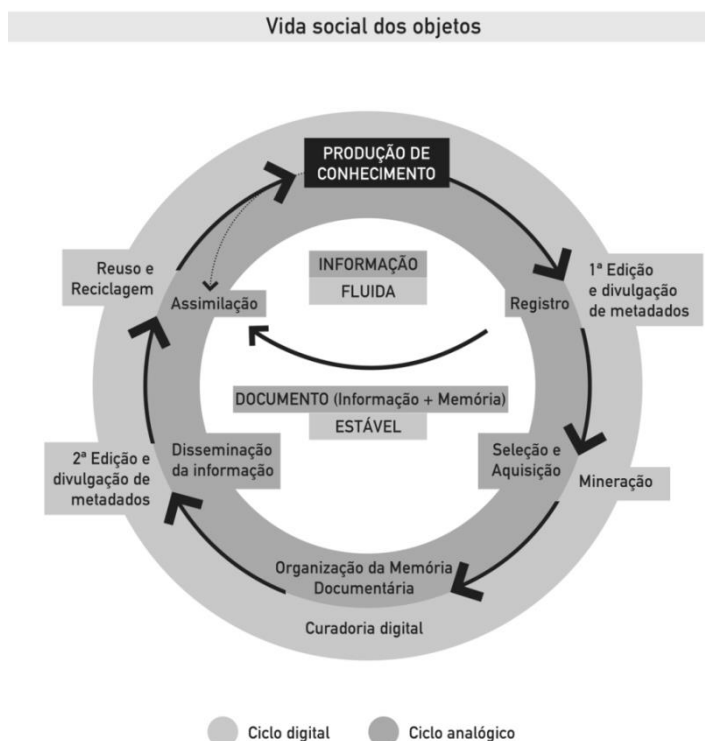 Vida social dos objetos
PRODUÇÃO DE
CONHECIMENTO
INFORMAÇÃO
FLUIDA
1ª Edição
e divulgação
de metadados
Reuso e
Reciclagem
Assimilação
Registro
DOCUMENTO (Informação + Memória)
ESTÁVEL
2ª Edição e
divulgação de
metadados
Disseminação
da informação
Seleção e
Aquisição
Mineração
Organização da Memória
Documentária
Curadoria digital
Ciclo digital
Ciclo analógico